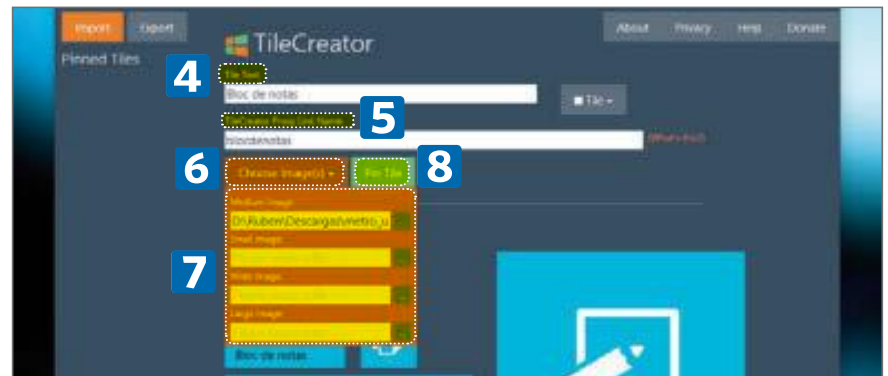 Import Export
About Privacy Help Donate
TileCreator
Pinned Tiles
4
Tile Text
Bloc de notas
Tile
5
TileCreator Proxy Link Name
blocdenotas
(What's this?)
6
Choose Image(s)
Pin Tile
8
Medium Image
D:\Ruben\Descargas\metro_u
Small Image
7
Wide Image
Large Image
Bloc de notas